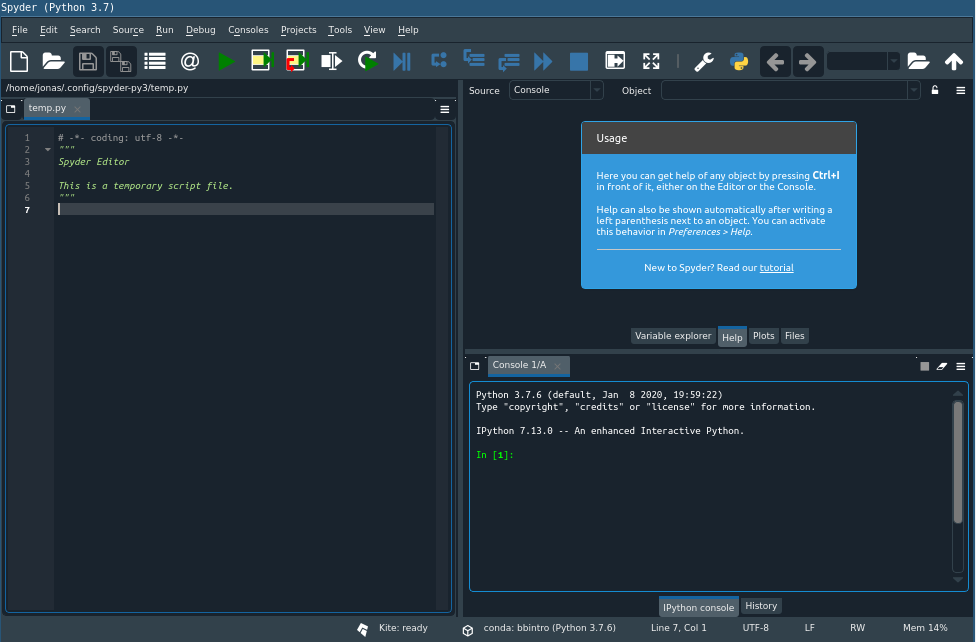 Spyder (Python 3.7)
File Edit Search Source Run Debug Consoles Projects Tools View Help
/home/jonas/.config/spyder-py3/temp.py
temp.py
1 # -*- coding: utf-8 -*-
2 """
3 Spyder Editor
4
5 This is a temporary script file.
6 """
7
Source Console Object
Usage
Here you can get help of any object by pressing Ctrl+I
in front of it, either on the Editor or the Console.
Help can also be shown automatically after writing a
left parenthesis next to an object. You can activate
this behavior in Preferences > Help.
New to Spyder? Read our tutorial
Variable explorer Help Plots Files
Console 1/A
Python 3.7.6 (default, Jan  8 2020, 19:59:22)
Type "copyright", "credits" or "license" for more information.
IPython 7.13.0 -- An enhanced Interactive Python.
In [1]:
IPython console History
Kite: ready conda: bbintro (Python 3.7.6) Line 7, Col 1 UTF-8 LF RW Mem 14%